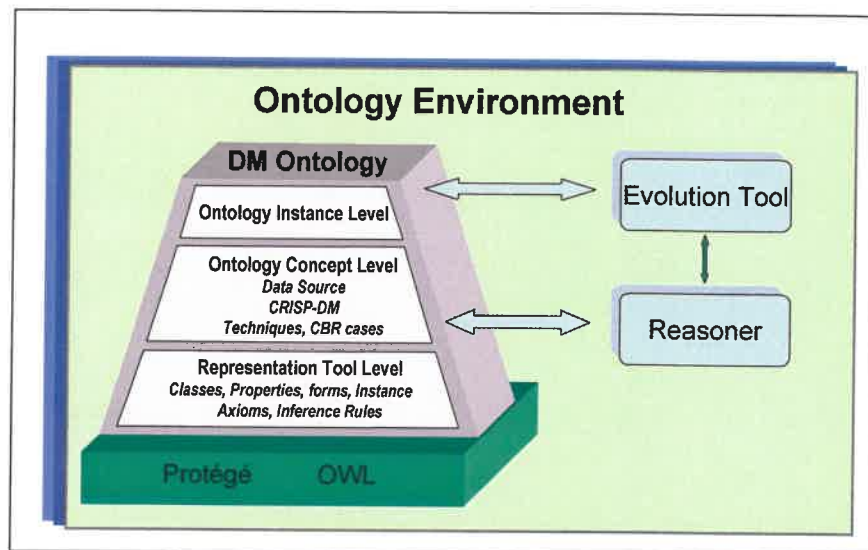 Ontology Environment
DM Ontology
Ontology Instance Level
Ontology Concept Level
Data Source
CRISP-DM
Techniques, CBR cases
Representation Tool Level
Classes, Properties, forms, Instance
Axioms, Inference Rules
Protégé OWL
Evolution Tool
Reasoner